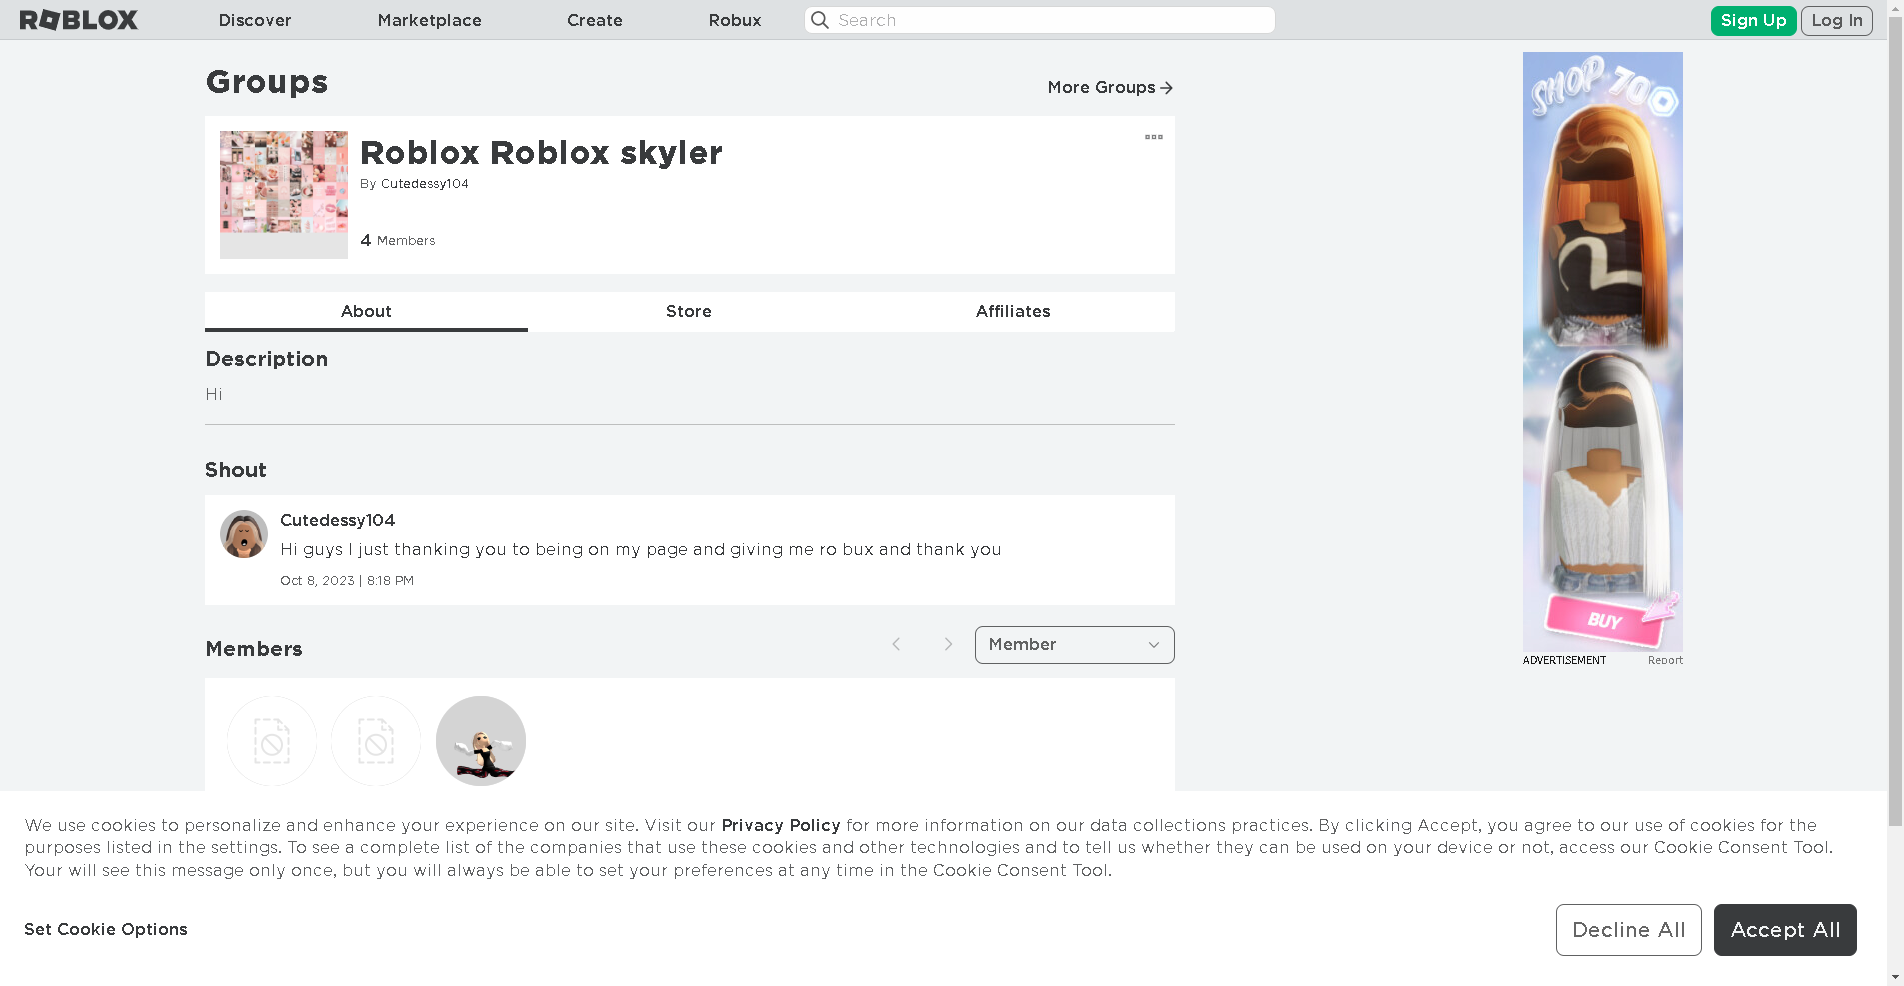 ROBLOX
Discover
Marketplace
Create
Robux
Search
Sign Up
Log In
Groups
More Groups
Roblox Roblox skyler
By Cutedessy104
4 Members
About
Store
Affiliates
Description
Hi
Shout
Cutedessy104
Hi guys I just thanking you to being on my page and giving me ro bux and thank you
Oct 8, 2023 | 8:18 PM
Members
Member
SHOP 70
BUY
ADVERTISEMENT
Report
We use cookies to personalize and enhance your experience on our site. Visit our Privacy Policy for more information on our data collections practices. By clicking Accept, you agree to our use of cookies for the
purposes listed in the settings. To see a complete list of the companies that use these cookies and other technologies and to tell us whether they can be used on your device or not, access our Cookie Consent Tool.
Your will see this message only once, but you will always be able to set your preferences at any time in the Cookie Consent Tool.
Set Cookie Options
Decline All
Accept All